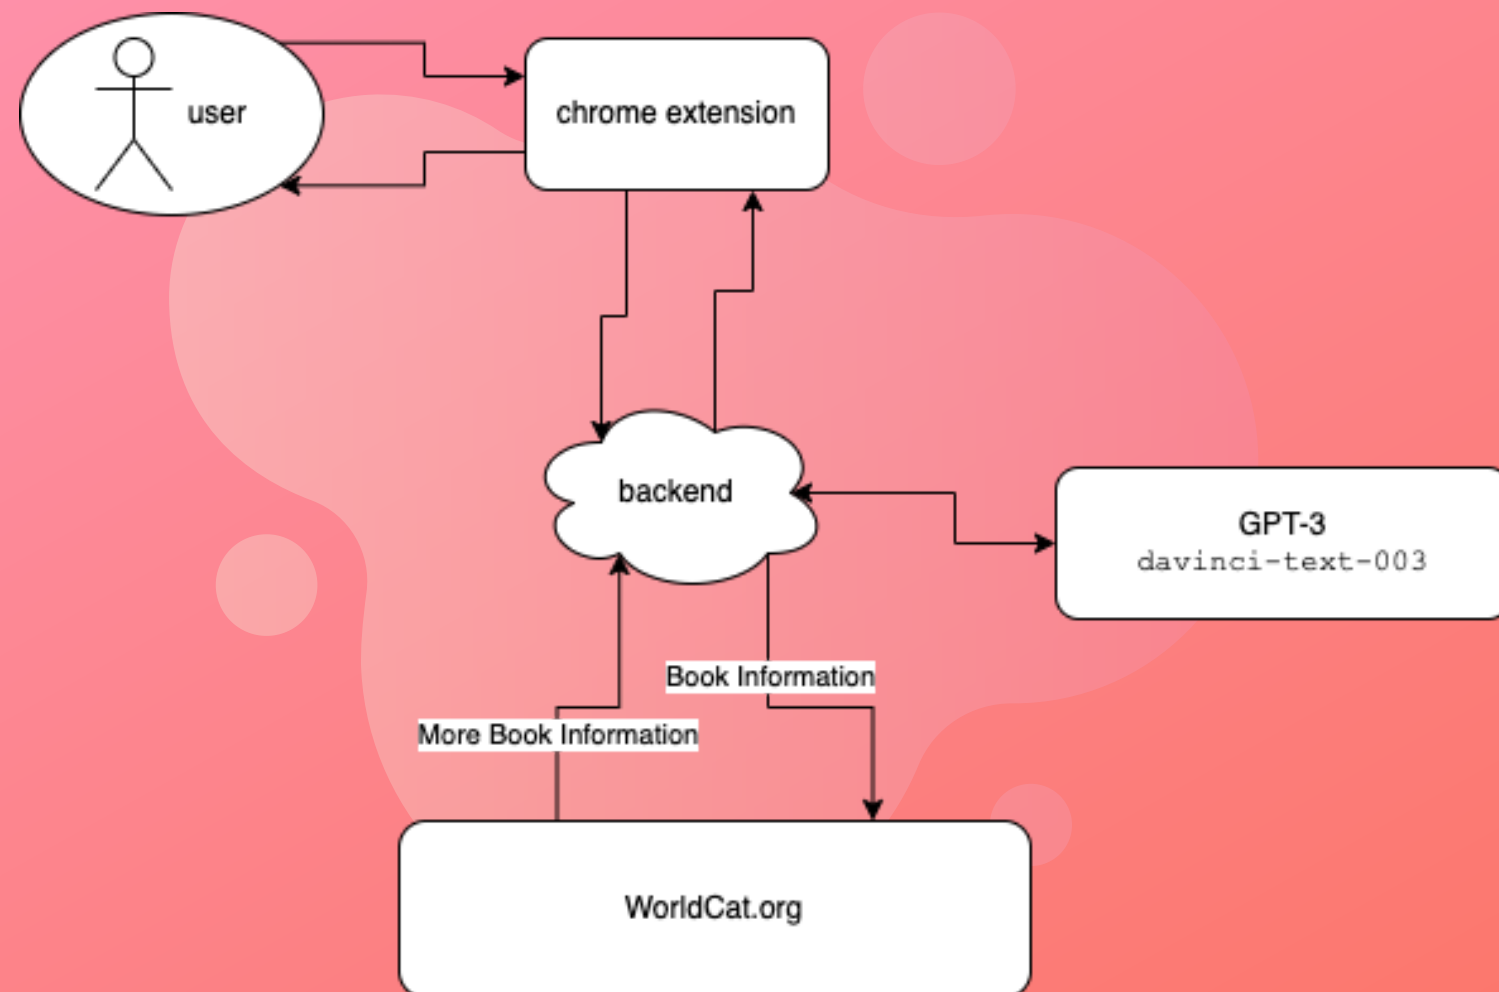 user
chrome extension
backend
GPT-3
davinci-text-003
Book Information
More Book Information
WorldCat.org